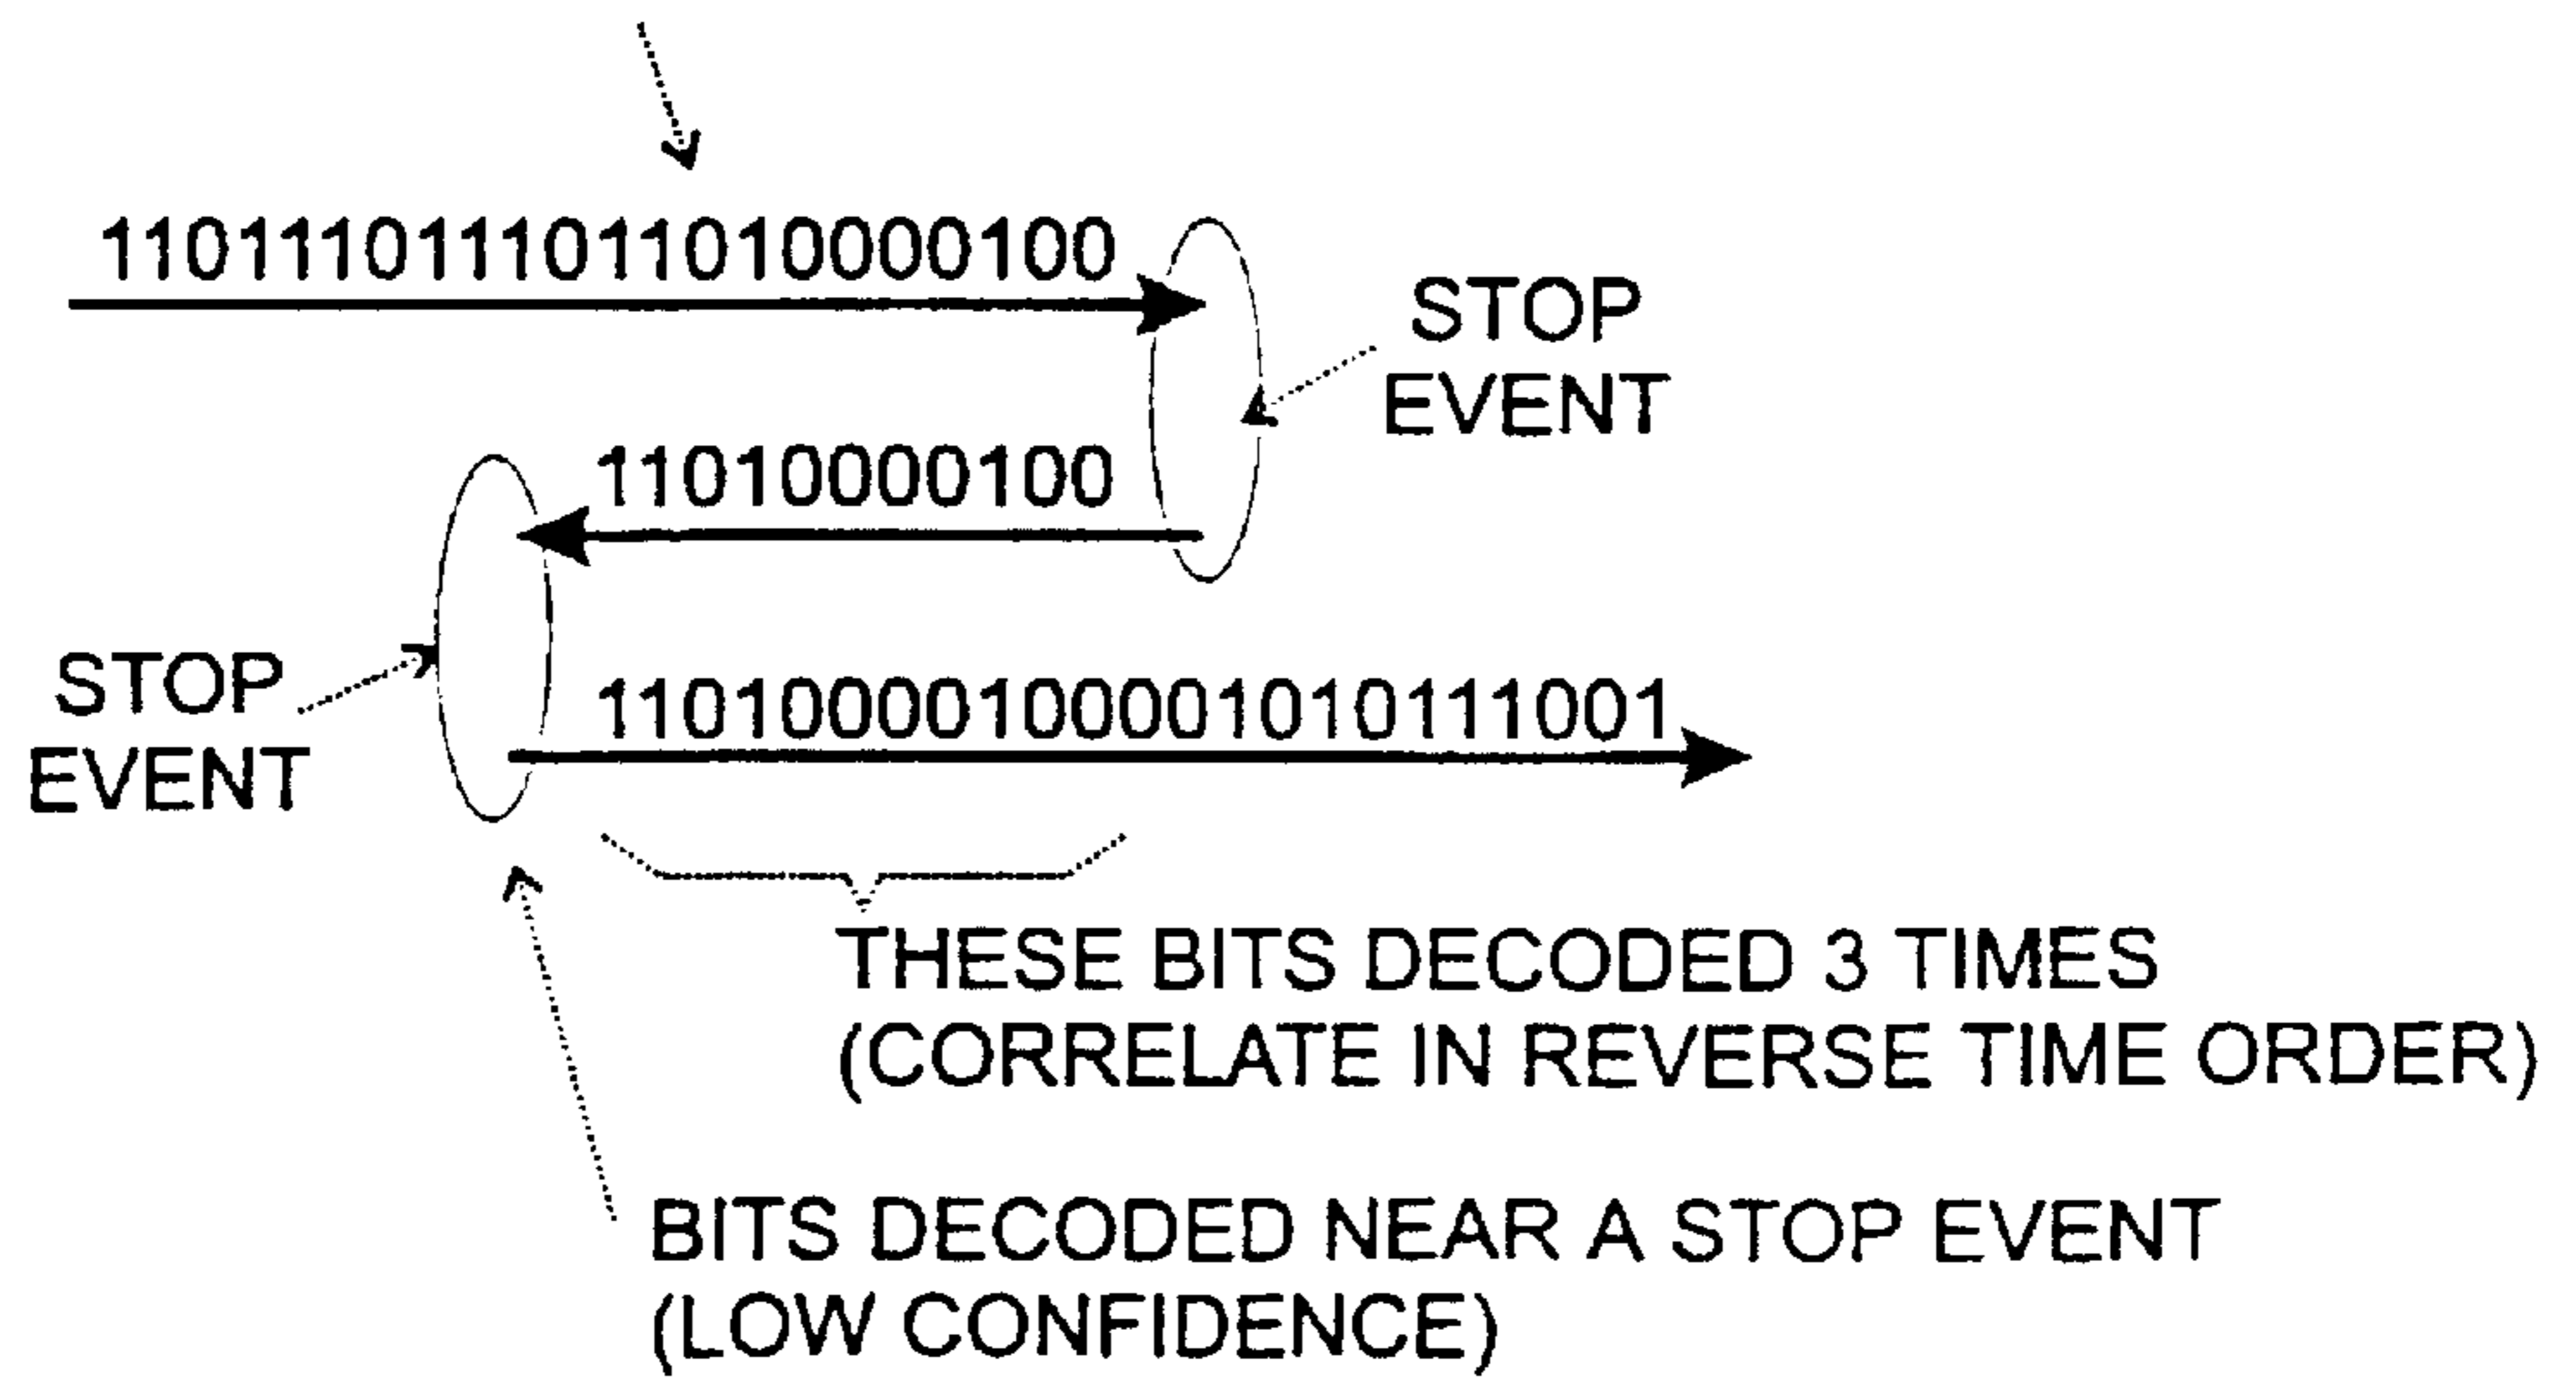 1101110111011010000100
STOP
EVENT
11010000100
STOP
EVENT
11010000100001010111001
THESE BITS DECODED 3 TIMES
(CORRELATE IN REVERSE TIME ORDER)
BITS DECODED NEAR A STOP EVENT
(LOW CONFIDENCE)